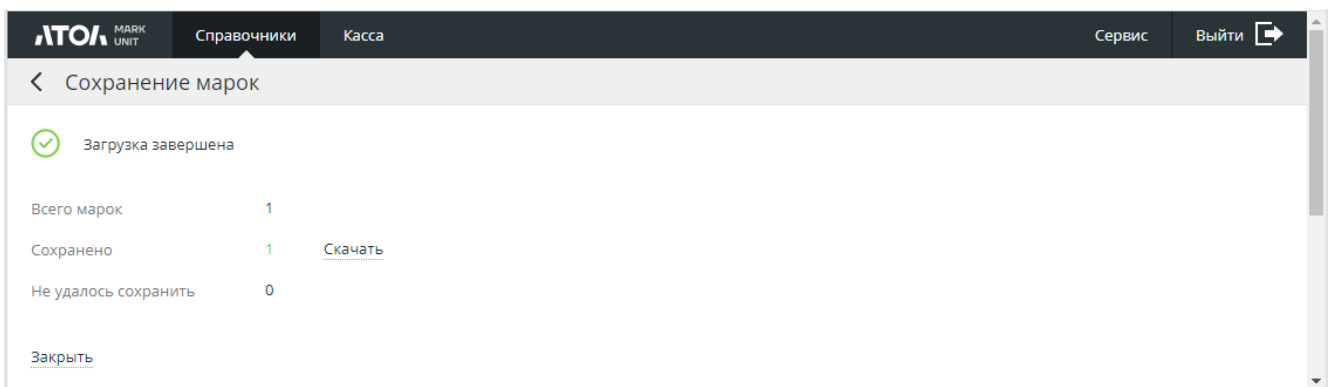 АТОЛ MARK UNIT Справочники Касса Сервис Выйти
Сохранение марок
Загрузка завершена
Всего марок 1
Сохранено 1 Скачать
Не удалось сохранить 0
Закрыть